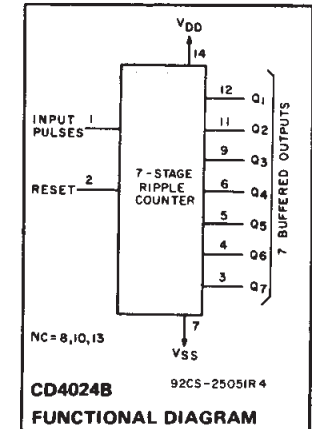 VDD
14
INPUT PULSES 1
RESET 2
7-STAGE
RIPPLE
COUNTER
12 Q1
11 Q2
9 Q3
6 Q4
5 Q5
4 Q6
3 Q7
7 BUFFERED OUTPUTS
7
VSS
NC=8,10,13
92CS-25051R4
CD4024B
FUNCTIONAL DIAGRAM